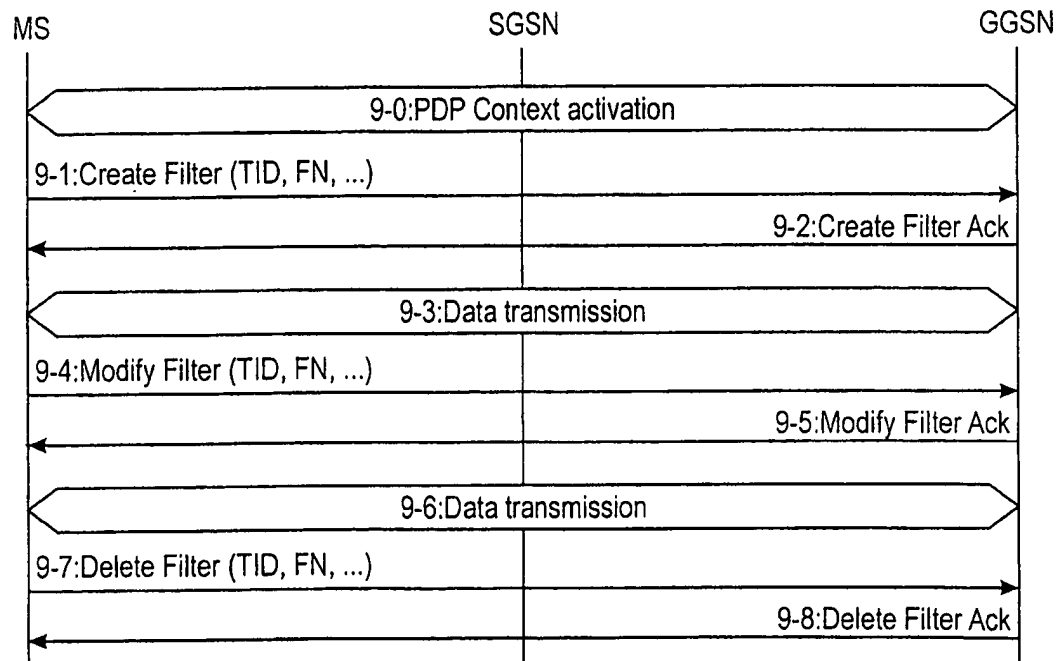 MS SGSN GGSN
9-0:PDP Context activation
9-1:Create Filter (TID, FN, ...)
9-2:Create Filter Ack
9-3:Data transmission
9-4:Modify Filter (TID, FN, ...)
9-5:Modify Filter Ack
9-6:Data transmission
9-7:Delete Filter (TID, FN, ...)
9-8:Delete Filter Ack